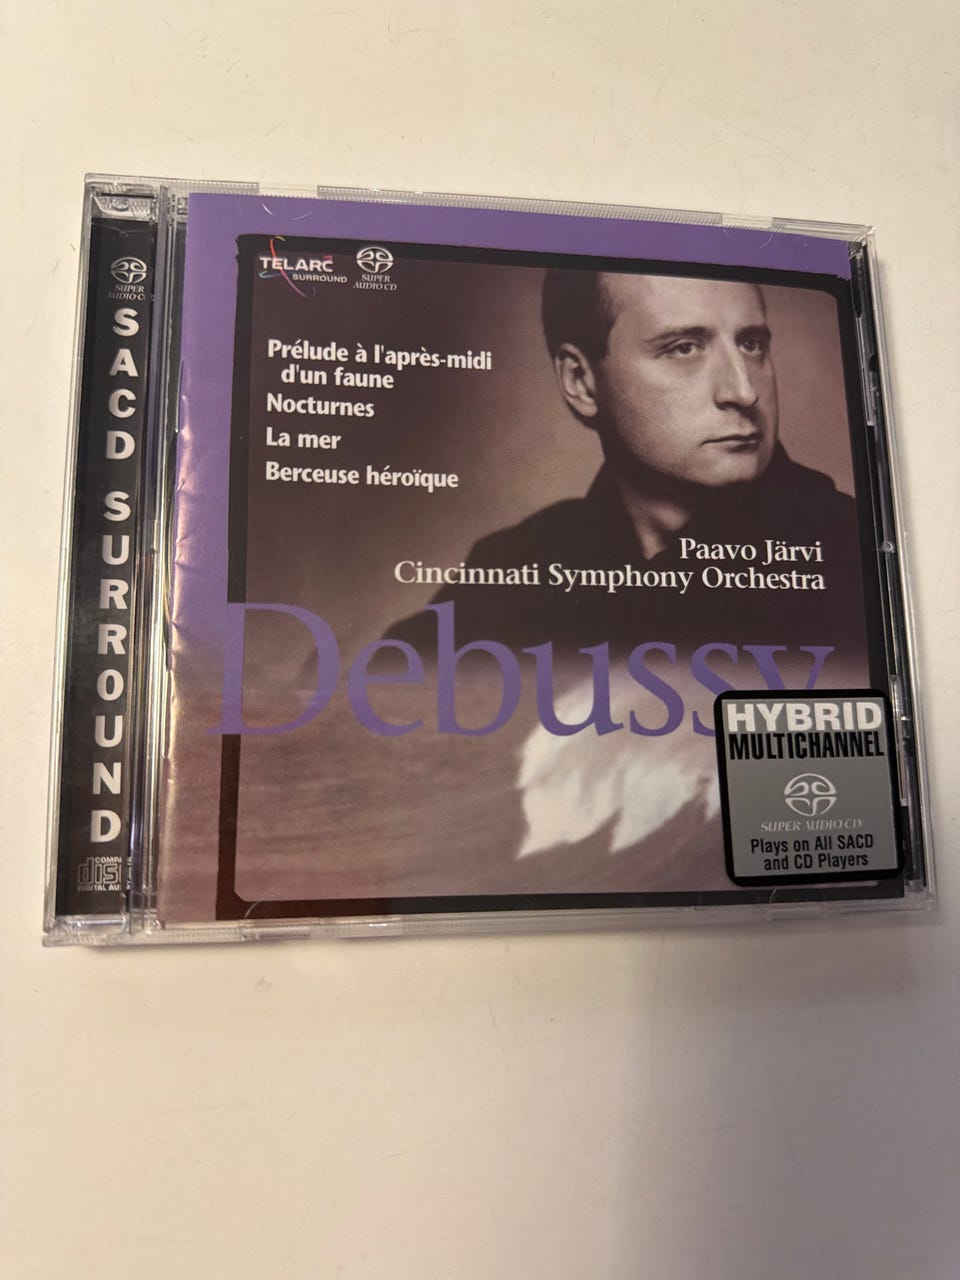 SUPER
AUDIO CD
SACD SURROUND
COMPACT
disc
DIGITAL AUDIO
TELARC
SURROUND
SUPER
AUDIO CD
Prélude à l'après-midi
d'un faune
Nocturnes
La mer
Berceuse héroïque
Paavo Järvi
Cincinnati Symphony Orchestra
Debussy
HYBRID
MULTICHANNEL
SUPER AUDIO CD
Plays on All SACD
and CD Players